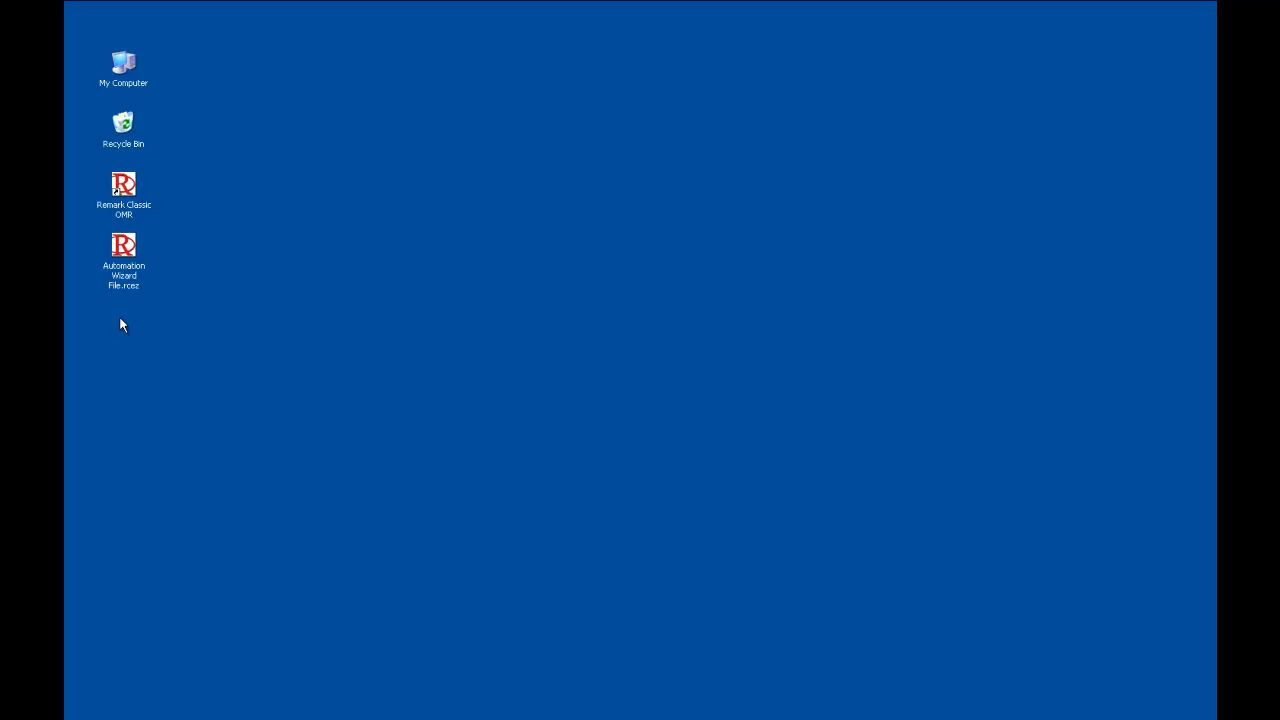 My Computer
Recycle Bin
Remark Classic
OMR
Automation
Wizard
File.rcez